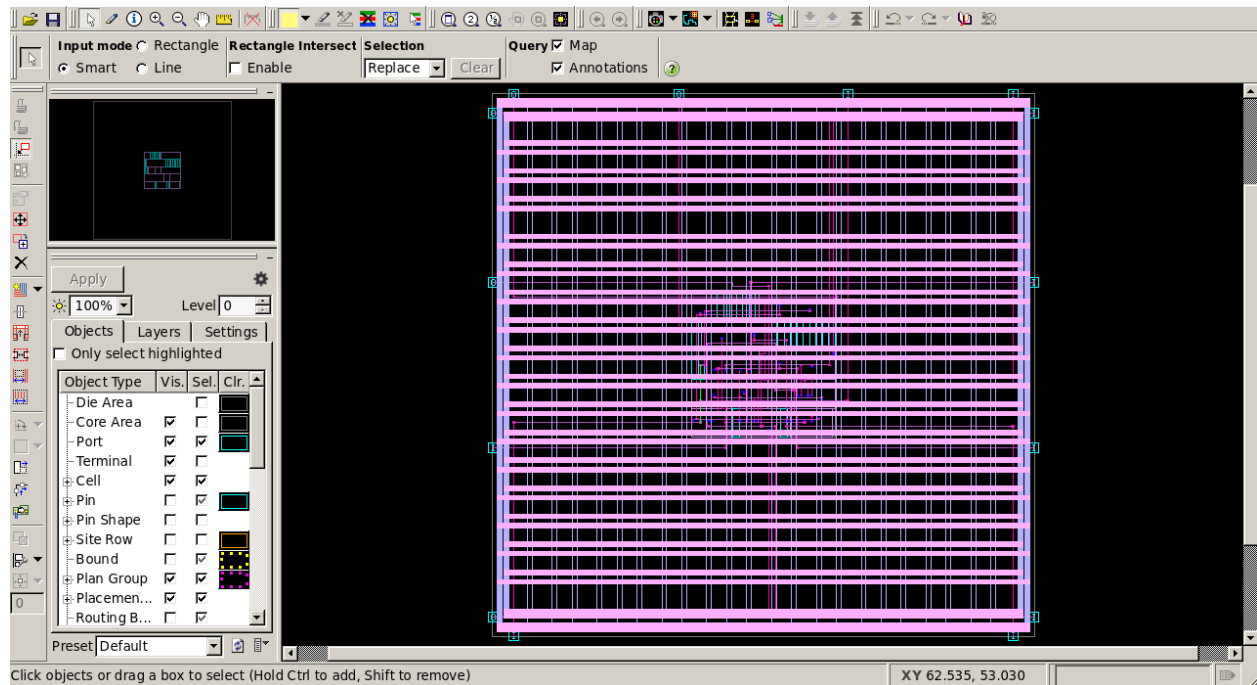 Input mode Rectangle Rectangle Intersect Selection Query Map
Smart Line Enable Replace Clear Annotations
Apply
100% Level 0
Objects Layers Settings
Only select highlighted
Object Type Vis. Sel. Clr.
Die Area
Core Area
Port
Terminal
Cell
Pin
Pin Shape
Site Row
Bound
Plan Group
Placemen...
Routing B...
0
Preset Default
Click objects or drag a box to select (Hold Ctrl to add, Shift to remove) XY 62.535, 53.030